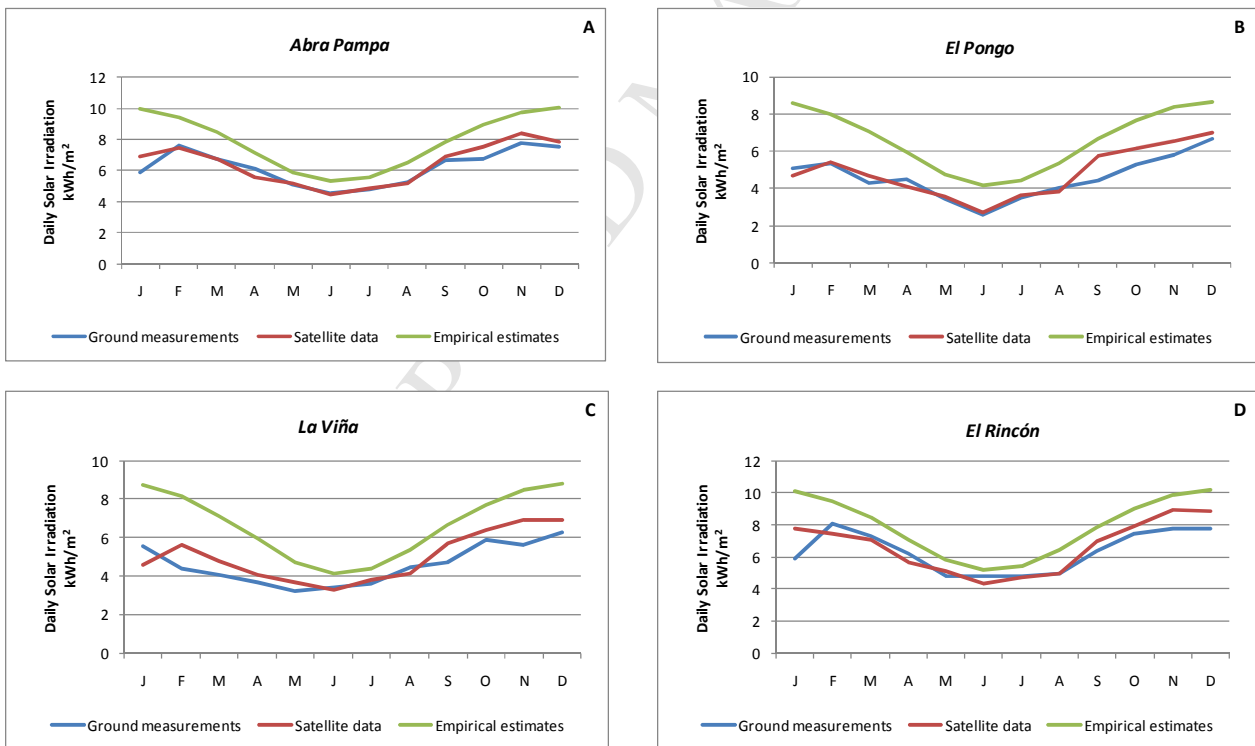 A
Abra Pampa
Daily Solar Irradiation
kWh/m²
12
10
8
6
4
2
0
J F M A M J J A S O N D
Ground measurements Satellite data Empirical estimates
B
El Pongo
Daily Solar Irradiation
kWh/m²
10
8
6
4
2
0
J F M A M J J A S O N D
Ground measurements Satellite data Empirical estimates
C
La Viña
Daily Solar Irradiation
kWh/m²
10
8
6
4
2
0
J F M A M J J A S O N D
Ground measurements Satellite data Empirical estimates
D
El Rincón
Daily Solar Irradiation
kWh/m²
12
10
8
6
4
2
0
J F M A M J J A S O N D
Ground measurements Satellite data Empirical estimates